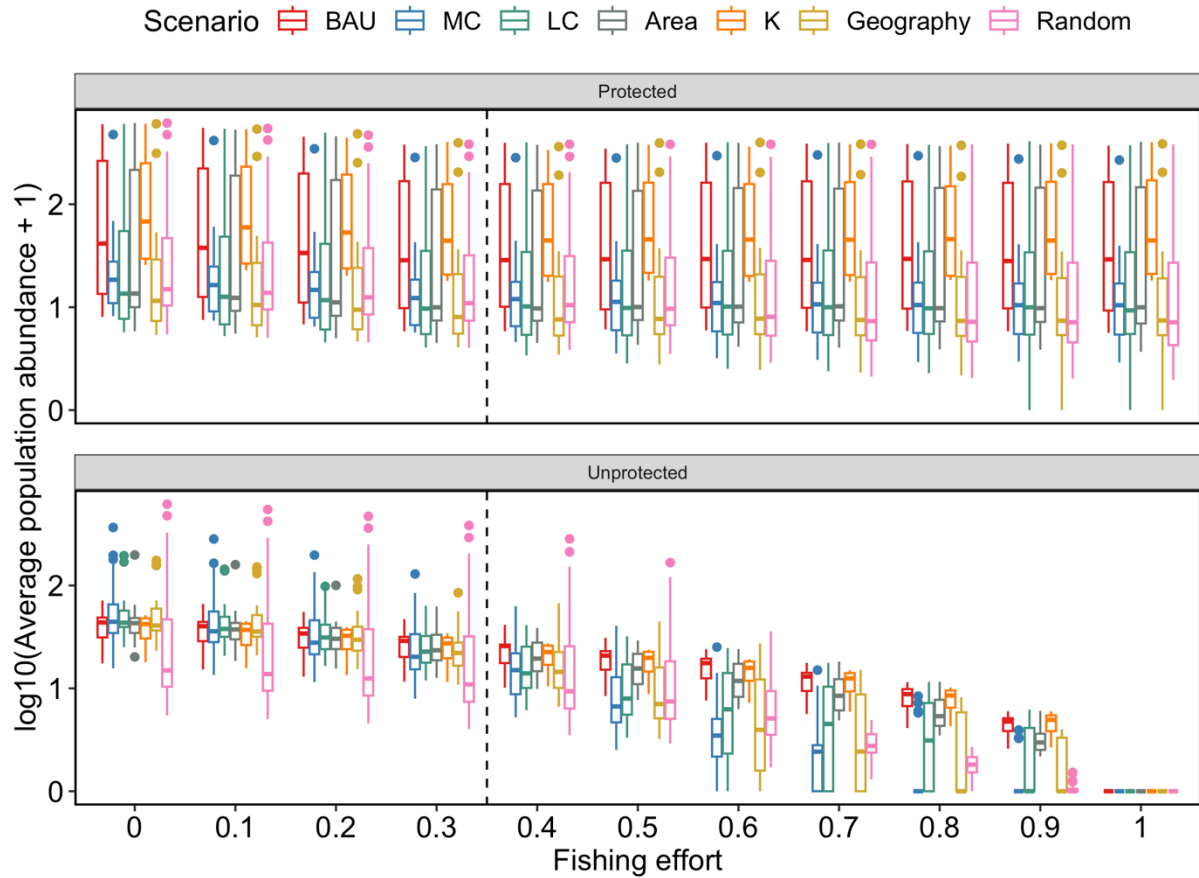 Scenario BAU MC LC Area K Geography Random
Protected
2
1
0
log10(Average population abundance + 1)
Unprotected
2
1
0
0 0.1 0.2 0.3 0.4 0.5 0.6 0.7 0.8 0.9 1
Fishing effort